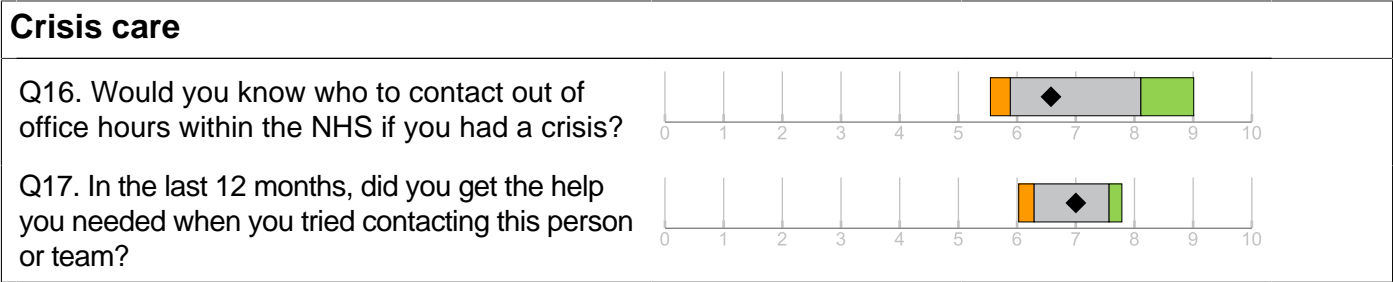 Crisis care
Q16. Would you know who to contact out of
office hours within the NHS if you had a crisis?
0 1 2 3 4 5 6 7 8 9 10
Q17. In the last 12 months, did you get the help
you needed when you tried contacting this person
or team?
0 1 2 3 4 5 6 7 8 9 10